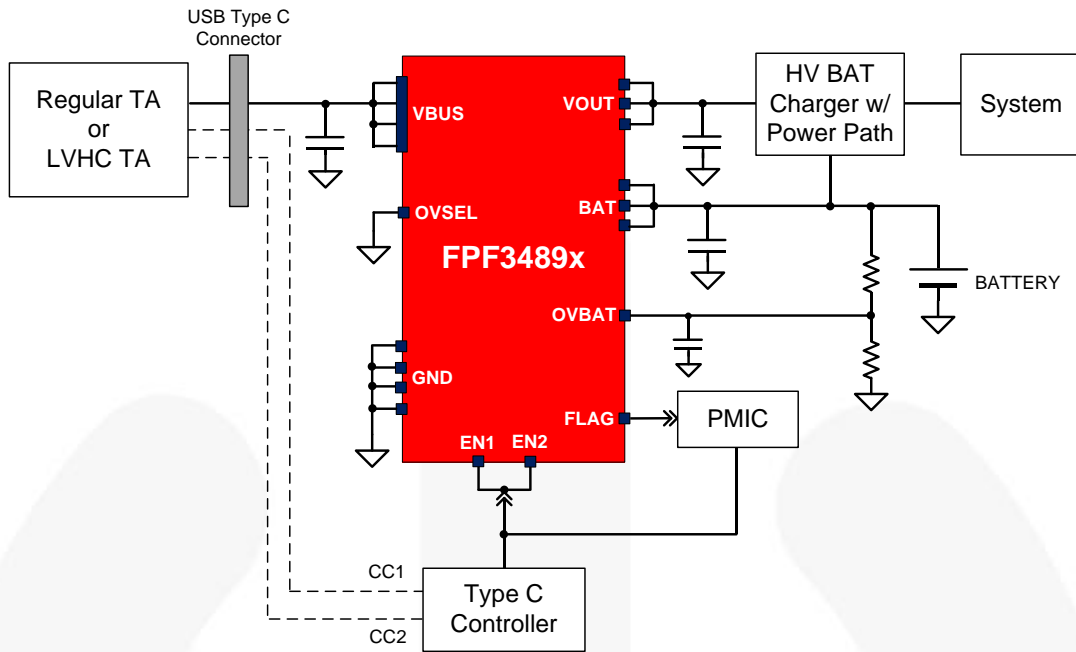 USB Type C
Connector
Regular TA
or
LVHC TA
VBUS
VOUT
HV BAT
Charger w/
Power Path
System
OVSEL
BAT
FPF3489x
BATTERY
OVBAT
GND
FLAG
PMIC
EN1
EN2
CC1
Type C
Controller
CC2